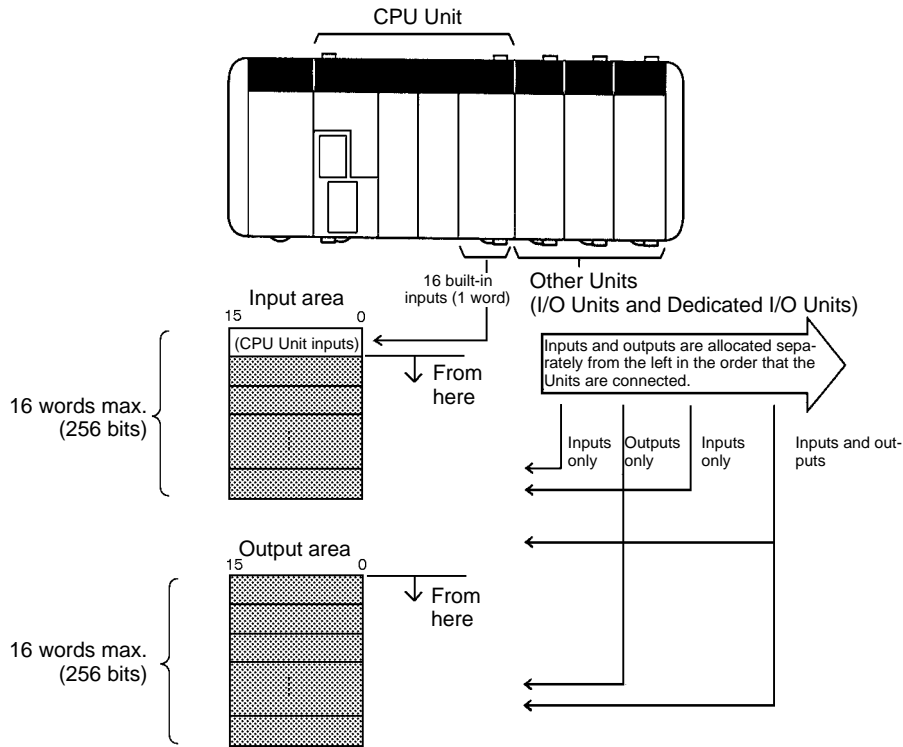 CPU Unit
16 built-in
inputs (1 word)
Other Units
(I/O Units and Dedicated I/O Units)
Input area
15 0
(CPU Unit inputs)
From
here
16 words max.
(256 bits)
Inputs and outputs are allocated sepa-
rately from the left in the order that the
Units are connected.
Inputs
only
Outputs
only
Inputs
only
Inputs and out-
puts
Output area
15 0
From
here
16 words max.
(256 bits)